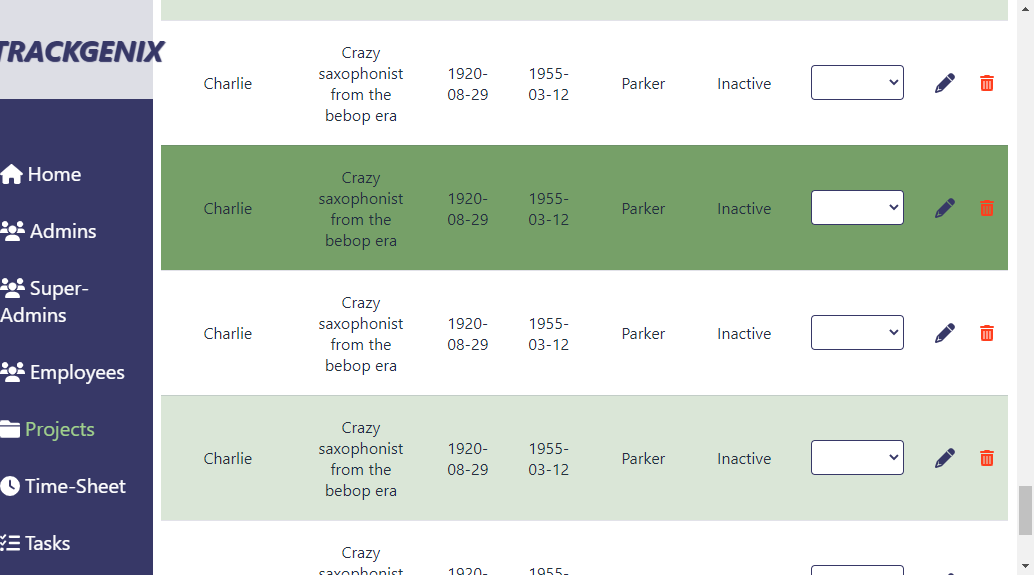 TRACKGENIX
Home
Admins
Super-
Admins
Employees
Projects
Time-Sheet
Tasks
Charlie
Crazy
saxophonist
from the
bebop era
1920-
08-29
1955-
03-12
Parker
Inactive
Charlie
Crazy
saxophonist
from the
bebop era
1920-
08-29
1955-
03-12
Parker
Inactive
Charlie
Crazy
saxophonist
from the
bebop era
1920-
08-29
1955-
03-12
Parker
Inactive
Charlie
Crazy
saxophonist
from the
bebop era
1920-
08-29
1955-
03-12
Parker
Inactive
Crazy
saxophonist
1920-
1955-